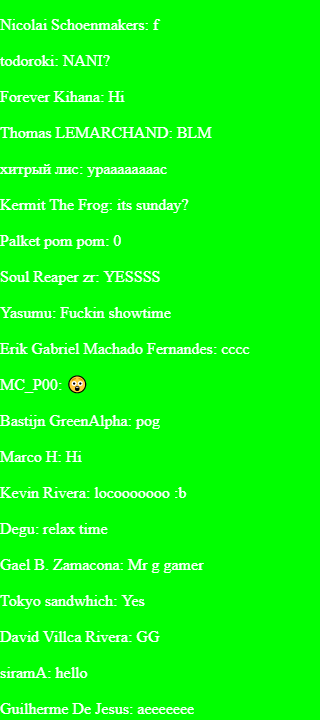 Nicolai Schoenmakers: f
todoroki: NANI?
Forever Kihana: Hi
Thomas LEMARCHAND: BLM
хитрый лис: ураааааааас
Kermit The Frog: its sunday?
Palket pom pom: 0
Soul Reaper zr: YESSSS
Yasumu: Fuckin showtime
Erik Gabriel Machado Fernandes: cccc
MC_P00: 😲
Bastijn GreenAlpha: pog
Marco H: Hi
Kevin Rivera: locooooooo :b
Degu: relax time
Gael B. Zamacona: Mr g gamer
Tokyo sandwhich: Yes
David Villca Rivera: GG
siramA: hello
Guilherme De Jesus: aeeeeeee